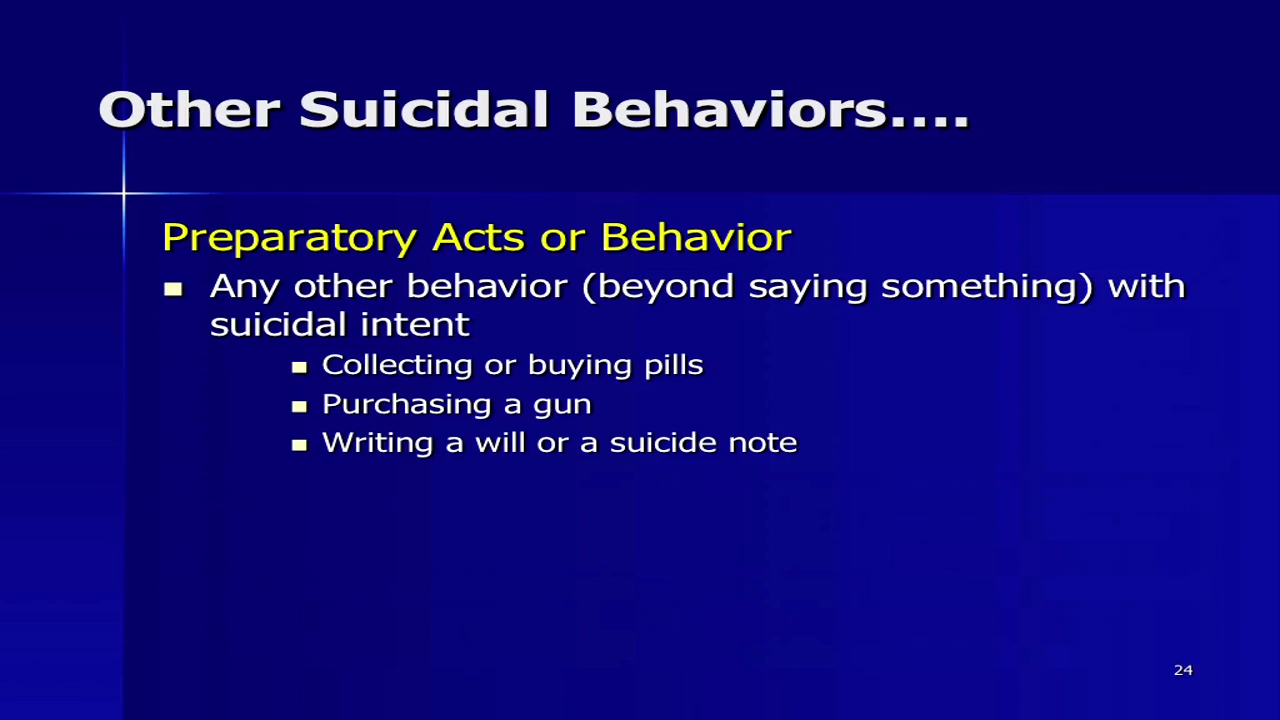 Other Suicidal Behaviors....
Preparatory Acts or Behavior
Any other behavior (beyond saying something) with
suicidal intent
Collecting or buying pills
Purchasing a gun
Writing a will or a suicide note
24